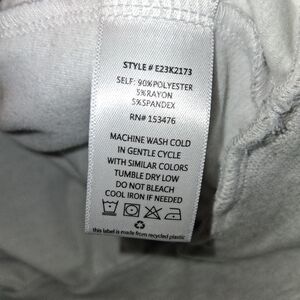 STYLE # E23K2173
SELF: 90%POLYESTER
5%RAYON
5%SPANDEX
RN# 153476
MACHINE WASH COLD
IN GENTLE CYCLE
WITH SIMILAR COLORS
TUMBLE DRY LOW
DO NOT BLEACH
COOL IRON IF NEEDED
this label is made from recycled plastic